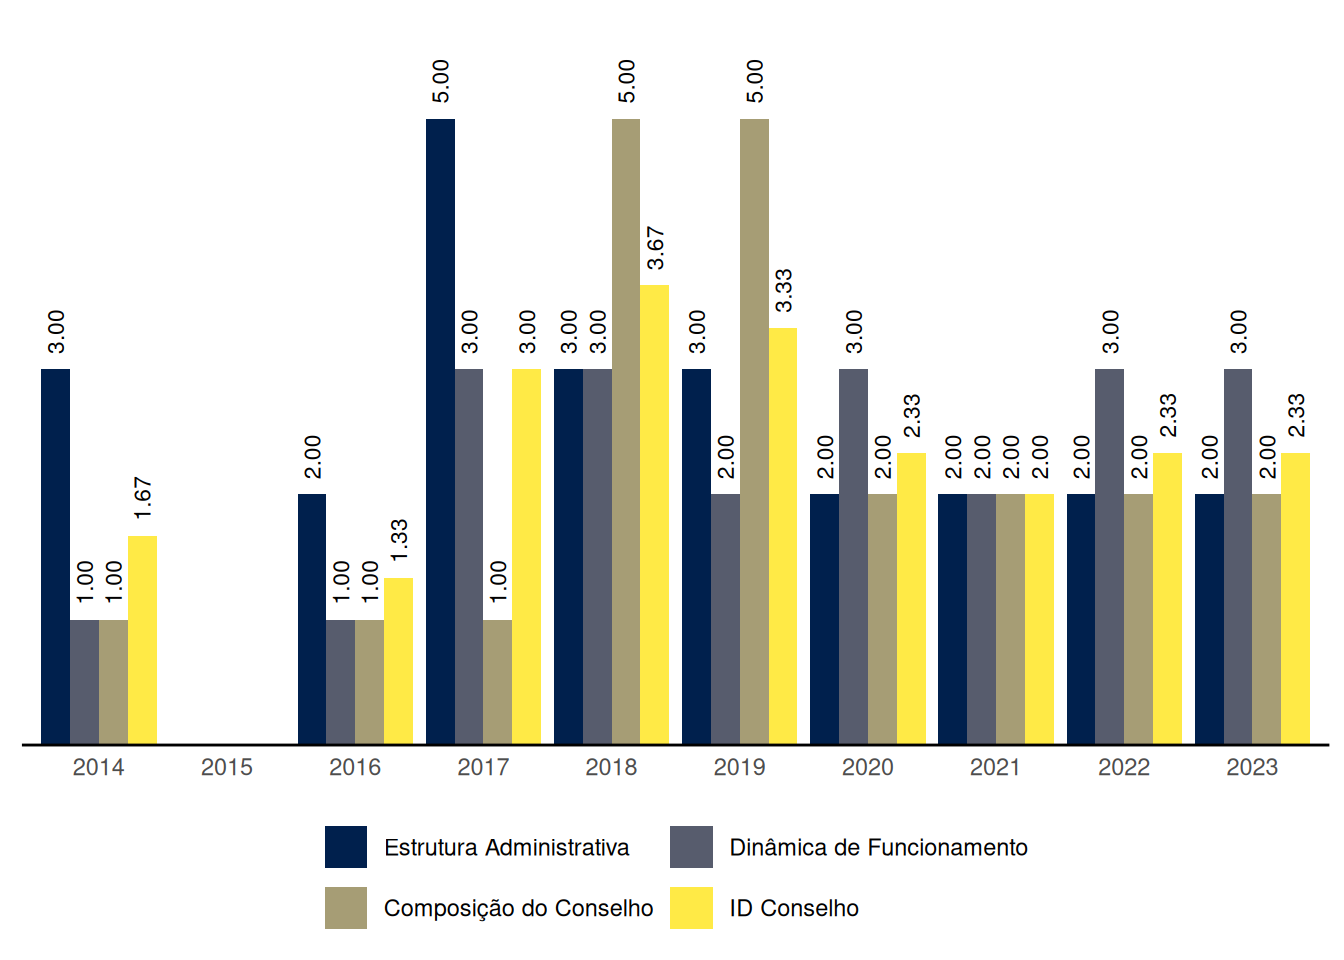 3.00 1.00 1.00 1.67
2.00 1.00 1.00 1.33
5.00 3.00 1.00 3.00
3.00 3.00 5.00 3.67
3.00 2.00 5.00 3.33
2.00 3.00 2.00 2.33
2.00 2.00 2.00 2.00
2.00 3.00 2.00 2.33
2.00 3.00 2.00 2.33
2014 2015 2016 2017 2018 2019 2020 2021 2022 2023
Estrutura Administrativa Dinâmica de Funcionamento
Composição do Conselho ID Conselho